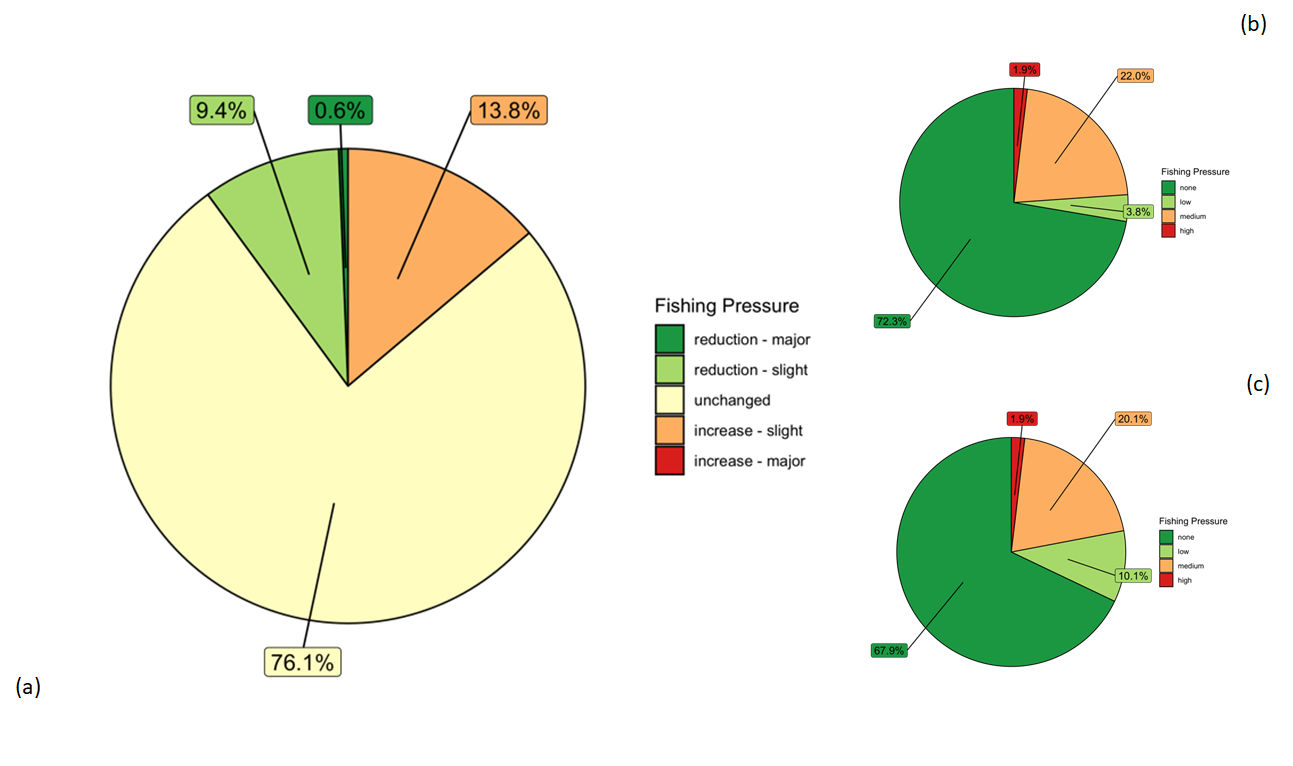 9.4%
0.6%
13.8%
76.1%
(a)
Fishing Pressure
reduction - major
reduction - slight
unchanged
increase - slight
increase - major
(b)
1.9%
22.0%
3.8%
72.3%
Fishing Pressure
none
low
medium
high
(c)
1.9%
20.1%
10.1%
67.9%
Fishing Pressure
none
low
medium
high